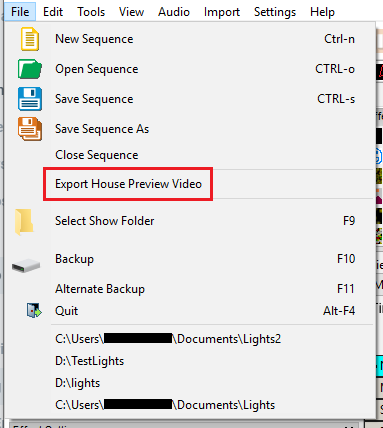 File Edit Tools View Audio Import Settings Help
New Sequence Ctrl-n
Open Sequence CTRL-o
Save Sequence CTRL-s
Save Sequence As
Close Sequence
Export House Preview Video
Select Show Folder F9
Backup F10
Alternate Backup F11
Quit Alt-F4
C:\Users\ \Documents\Lights2
D:\TestLights
D:\lights
C:\Users\ \Documents\Lights